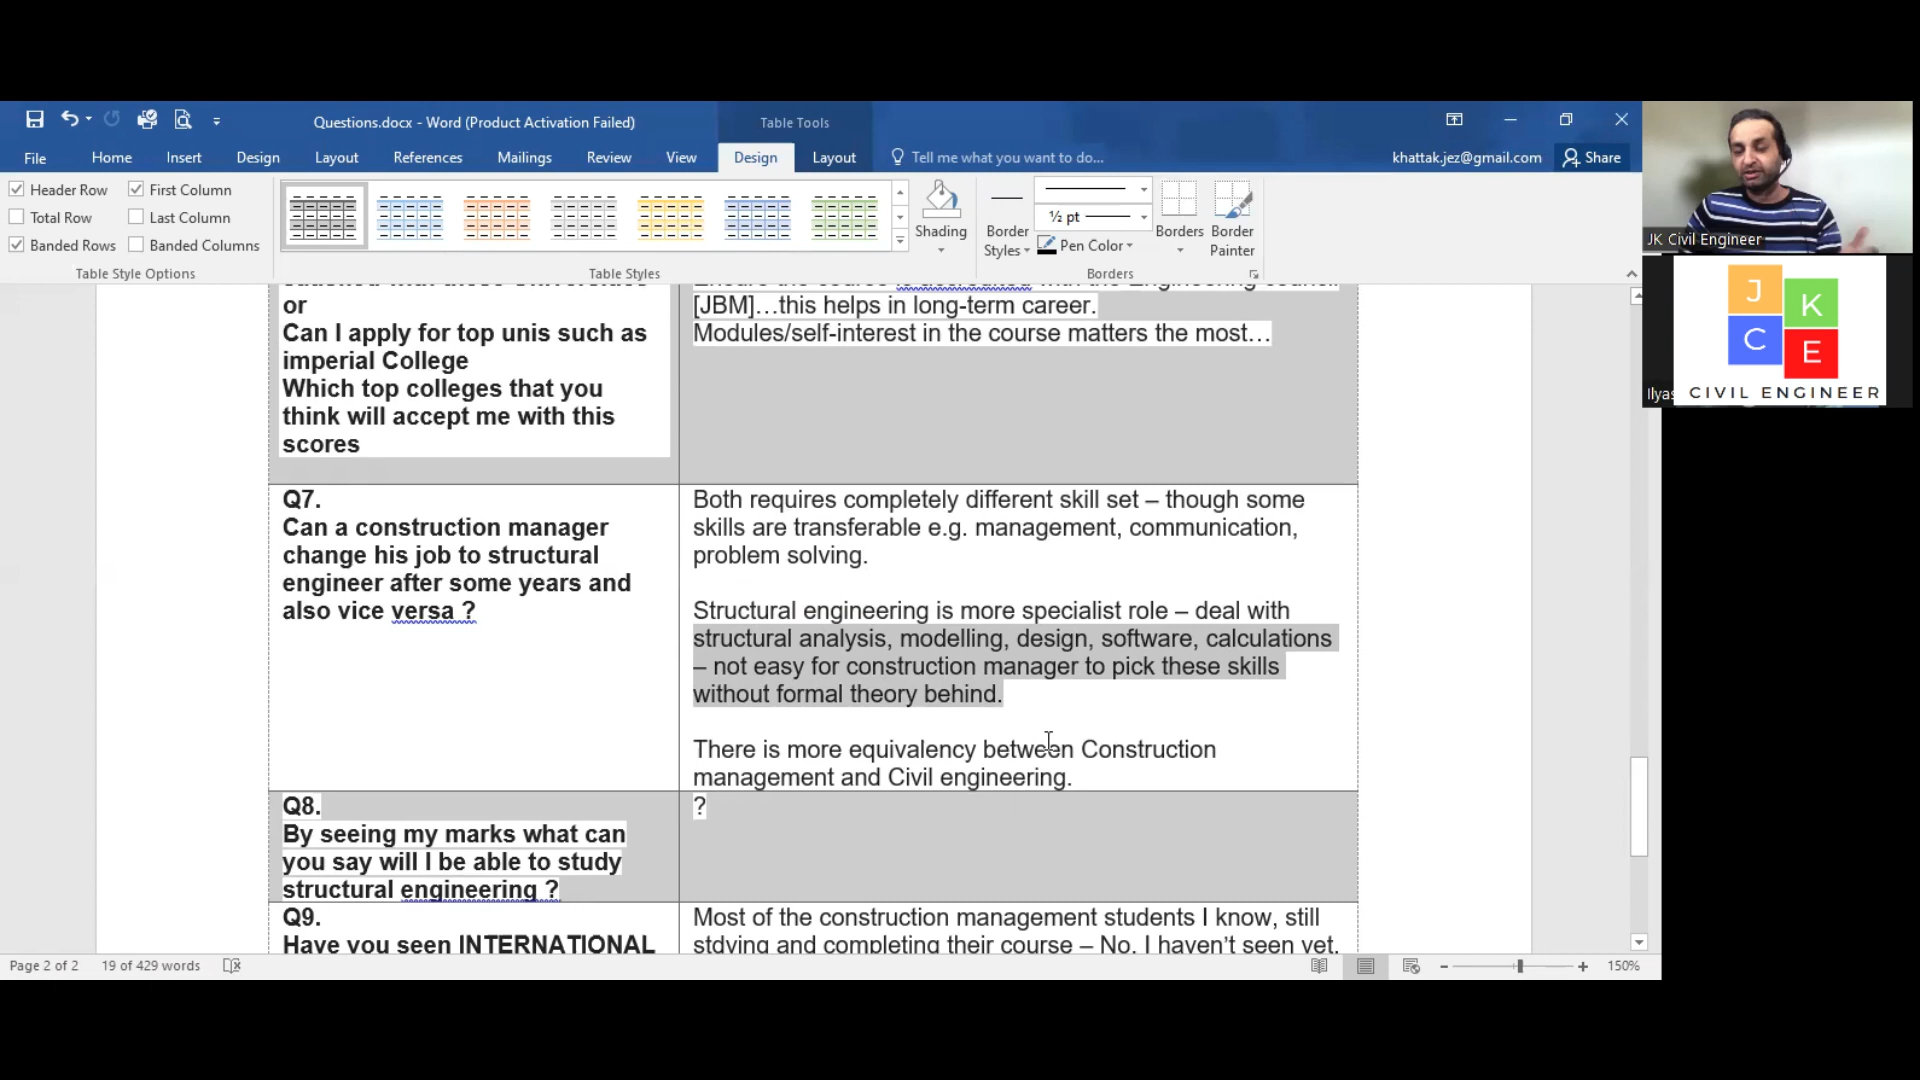 Questions.docx - Word (Product Activation Failed)
Table Tools
File Home Insert Design Layout References Mailings Review View Design Layout Tell me what you want to do... khattak.jez@gmail.com Share
Header Row First Column
Total Row Last Column
Banded Rows Banded Columns
Table Style Options
Table Styles
Shading
Border Styles
½ pt
Pen Color
Borders
Border Painter
Borders
or
Can I apply for top unis such as
imperial College
Which top colleges that you
think will accept me with this
scores
Ensure the course is accredited with the Engineering council
[JBM]…this helps in long-term career.
Modules/self-interest in the course matters the most…
Q7.
Can a construction manager
change his job to structural
engineer after some years and
also vice versa ?
Both requires completely different skill set – though some
skills are transferable e.g. management, communication,
problem solving.
Structural engineering is more specialist role – deal with
structural analysis, modelling, design, software, calculations
– not easy for construction manager to pick these skills
without formal theory behind.
There is more equivalency between Construction
management and Civil engineering.
Q8.
By seeing my marks what can
you say will I be able to study
structural engineering ?
?
Q9.
Have you seen INTERNATIONAL
Most of the construction management students I know, still
stdying and completing their course – No, I haven't seen yet.
Page 2 of 2 19 of 429 words
150%
JK Civil Engineer
J K
C E
CIVIL ENGINEER
Ilyas